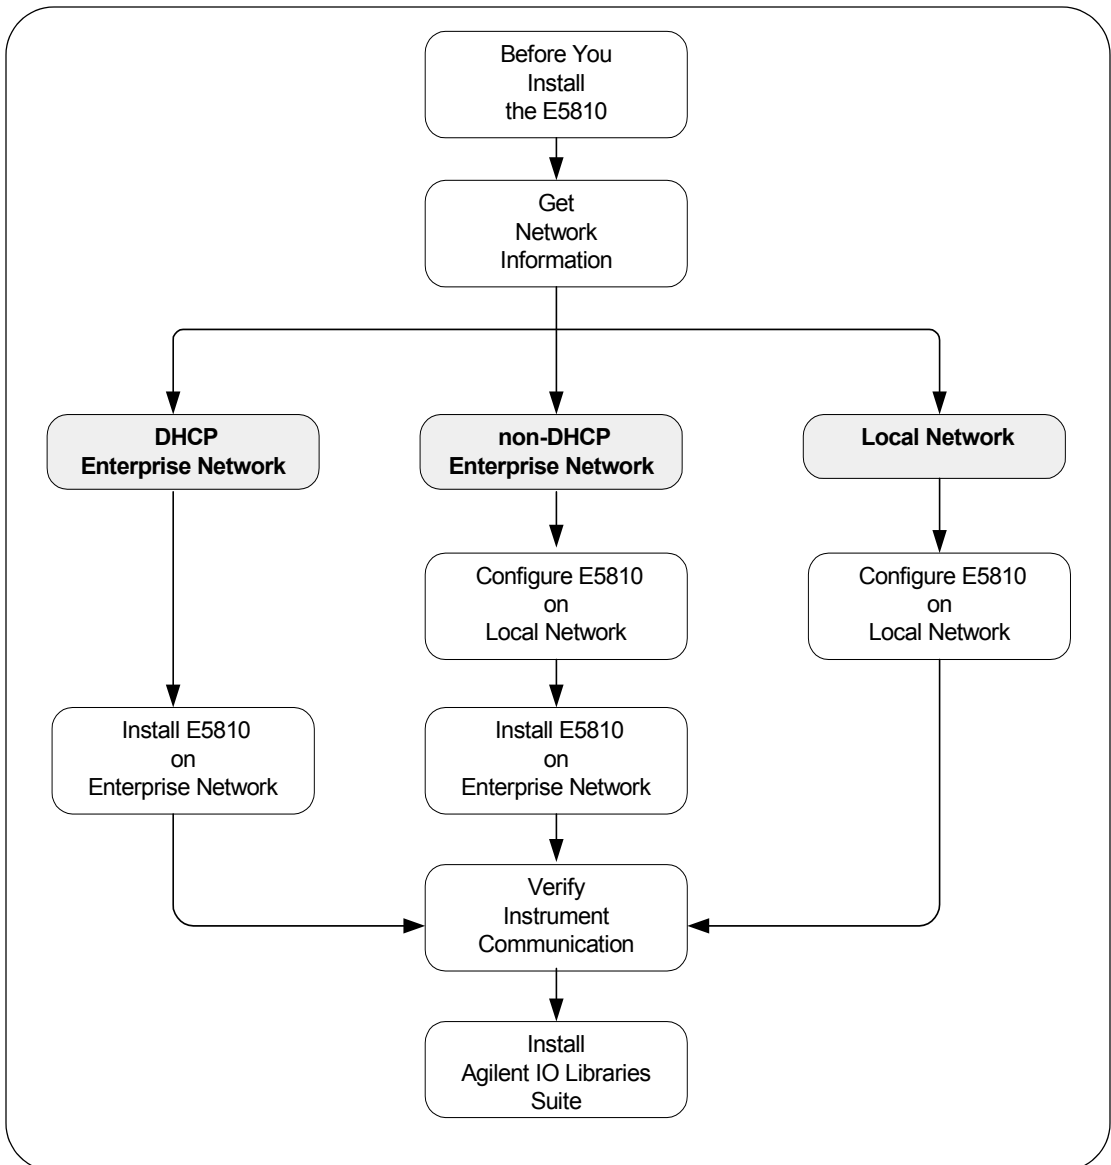 Before You
Install
the E5810
Get
Network
Information
DHCP
Enterprise Network
non-DHCP
Enterprise Network
Local Network
Configure E5810
on
Local Network
Configure E5810
on
Local Network
Install E5810
on
Enterprise Network
Install E5810
on
Enterprise Network
Verify
Instrument
Communication
Install
Agilent IO Libraries
Suite